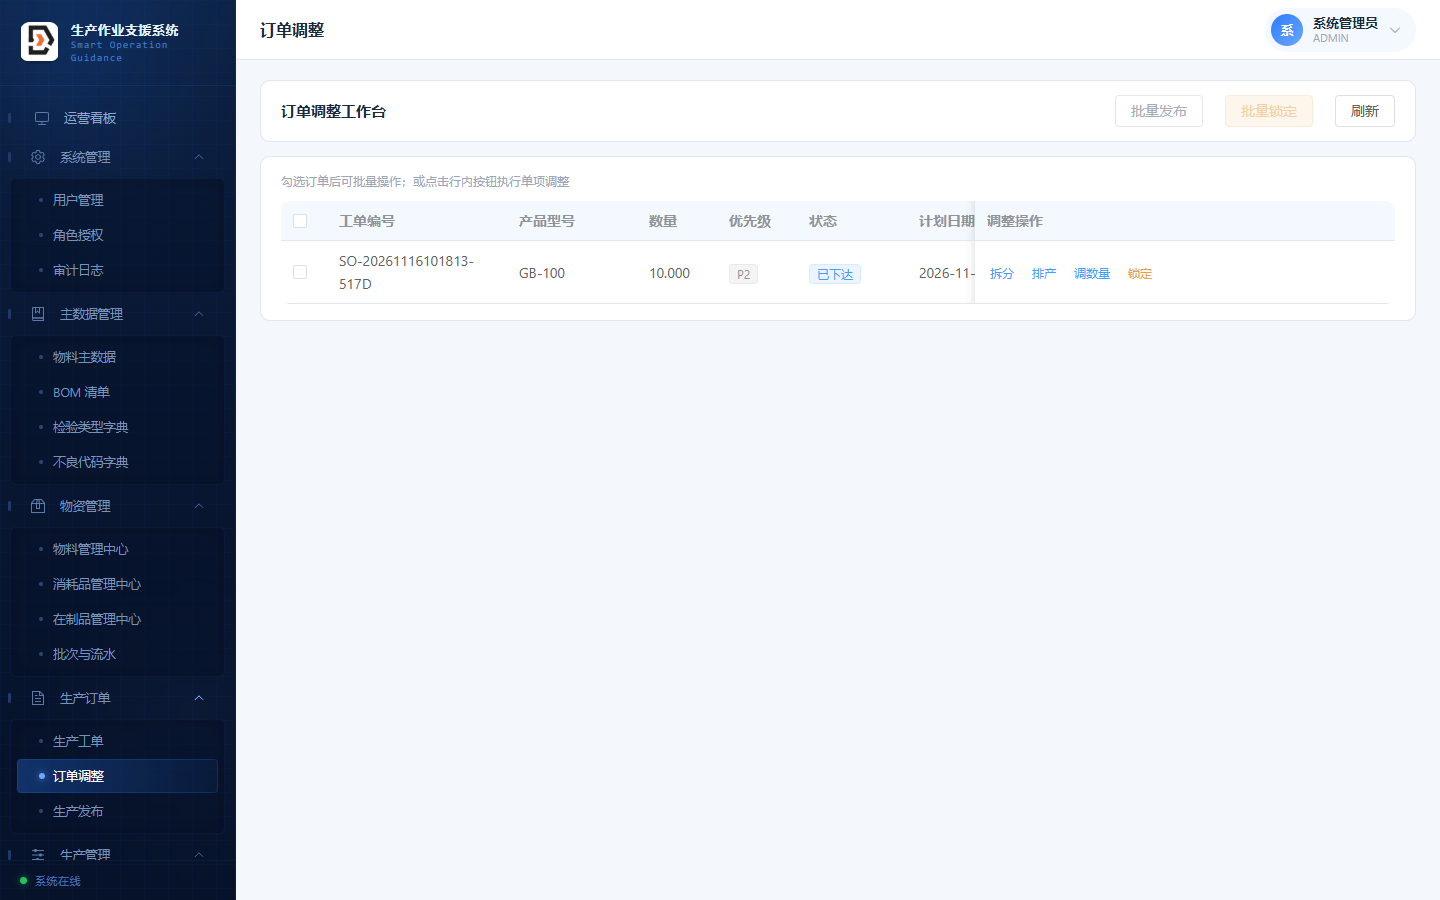 生产作业支援系统
Smart Operation
Guidance
订单调整
系
系统管理员
ADMIN
运营看板
系统管理
用户管理
角色授权
审计日志
主数据管理
物料主数据
BOM 清单
检验类型字典
不良代码字典
物资管理
物料管理中心
消耗品管理中心
在制品管理中心
批次与流水
生产订单
生产工单
订单调整
生产发布
生产管理
系统在线
订单调整工作台
批量发布
批量锁定
刷新
勾选订单后可批量操作；或点击行内按钮执行单项调整
工单编号 产品型号 数量 优先级 状态 计划日期 调整操作
SO-20261116101813-
517D
GB-100 10.000 P2 已下达 2026-11- 拆分 排产 调数量 锁定